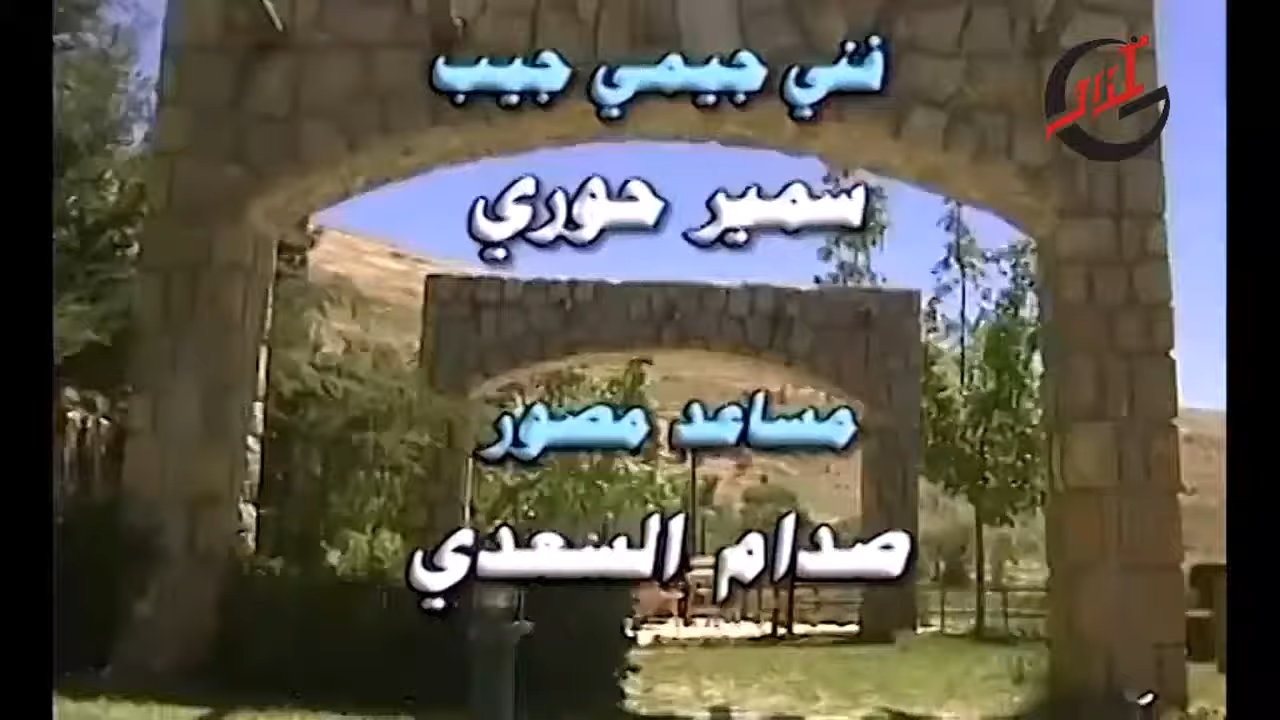 فني جيمي جيب
سمير حوري
مساعد مصور
صدام السعدي